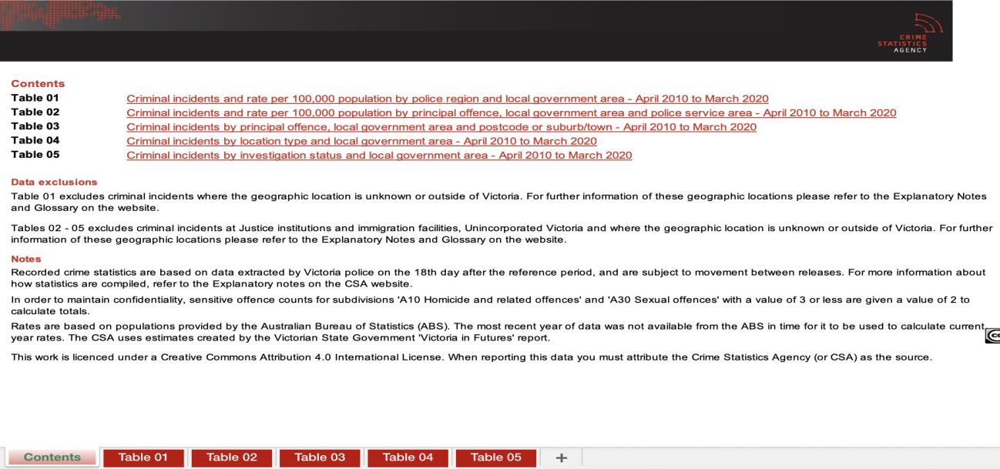 CRIME
STATISTICS
AGENCY
Contents
Table 01 Criminal incidents and rate per 100,000 population by police region and local government area - April 2010 to March 2020
Table 02 Criminal incidents and rate per 100,000 population by principal offence, local government area and police service area - April 2010 to March 2020
Table 03 Criminal incidents by principal offence, local government area and postcode or suburb/town - April 2010 to March 2020
Table 04 Criminal incidents by location type and local government area - April 2010 to March 2020
Table 05 Criminal incidents by investigation status and local government area - April 2010 to March 2020
Data exclusions
Table 01 excludes criminal incidents where the geographic location is unknown or outside of Victoria. For further information of these geographic locations please refer to the Explanatory Notes
and Glossary on the website.
Tables 02 - 05 excludes criminal incidents at Justice institutions and immigration facilities, Unincorporated Victoria and where the geographic location is unknown or outside of Victoria. For further
information of these geographic locations please refer to the Explanatory Notes and Glossary on the website.
Notes
Recorded crime statistics are based on data extracted by Victoria police on the 18th day after the reference period, and are subject to movement between releases. For more information about
how statistics are compiled, refer to the Explanatory notes on the CSA website.
In order to maintain confidentiality, sensitive offence counts for subdivisions 'A10 Homicide and related offences' and 'A30 Sexual offences' with a value of 3 or less are given a value of 2 to
calculate totals.
Rates are based on populations provided by the Australian Bureau of Statistics (ABS). The most recent year of data was not available from the ABS in time for it to be used to calculate current
year rates. The CSA uses estimates created by the Victorian State Government 'Victoria in Futures' report.
This work is licenced under a Creative Commons Attribution 4.0 International License. When reporting this data you must attribute the Crime Statistics Agency (or CSA) as the source.
Contents Table 01 Table 02 Table 03 Table 04 Table 05 +